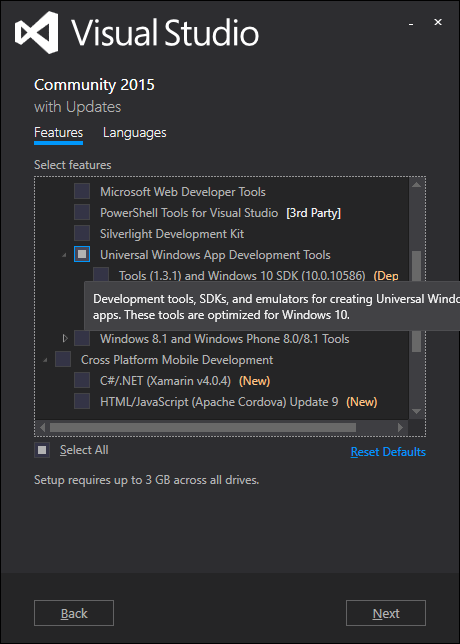 Visual Studio
Community 2015
with Updates
Features Languages
Select features
Microsoft Web Developer Tools
PowerShell Tools for Visual Studio [3rd Party]
Silverlight Development Kit
Universal Windows App Development Tools
Tools (1.3.1) and Windows 10 SDK (10.0.10586) (Dep
Development tools, SDKs, and emulators for creating Universal Windo
apps. These tools are optimized for Windows 10.
Windows 8.1 and Windows Phone 8.0/8.1 Tools
Cross Platform Mobile Development
C#/.NET (Xamarin v4.0.4) (New)
HTML/JavaScript (Apache Cordova) Update 9 (New)
Select All
Reset Defaults
Setup requires up to 3 GB across all drives.
Back
Next